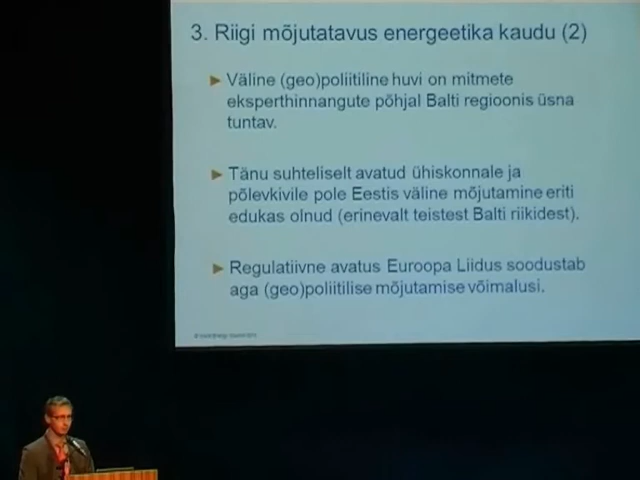 3. Riigi mõjutatavus energeetika kaudu (2)
Väline (geo)poliitiline huvi on mitmete
eksperthinnangute põhjal Balti regioonis üsna
tuntav.
Tänu suhteliselt avatud ühiskonnale ja
põlevkivile pole Eestis väline mõjutamine eriti
edukas olnud (erinevalt teistest Balti riikidest).
Regulatiivne avatus Euroopa Liidus soodustab
aga (geo)poliitilise mõjutamise võimalusi.